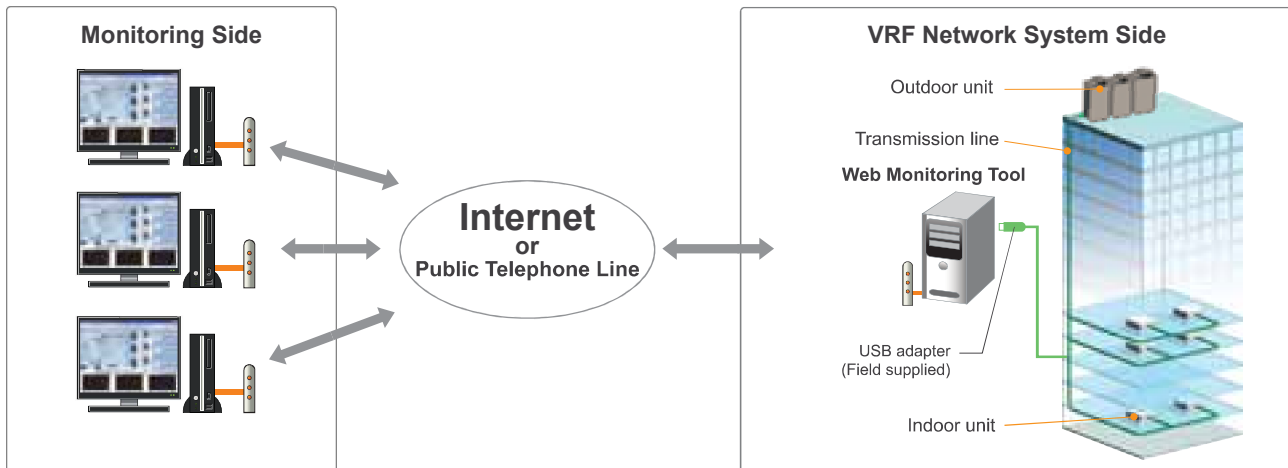 Monitoring Side
Internet
or
Public Telephone Line
VRF Network System Side
Outdoor unit
Transmission line
Web Monitoring Tool
USB adapter
(Field supplied)
Indoor unit